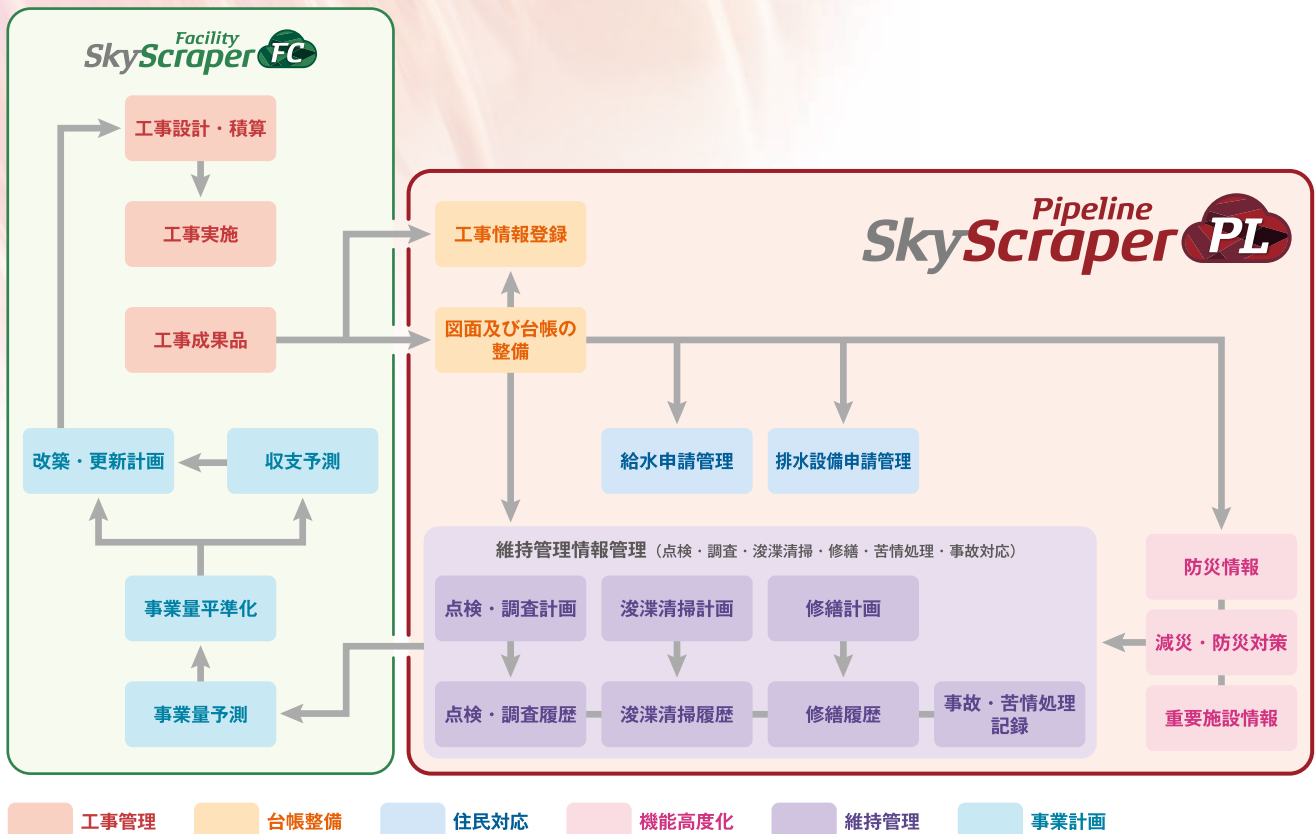 Facility
SkyScraper FC
工事設計・積算
工事実施
工事成果品
改築・更新計画
収支予測
事業量平準化
事業量予測
Pipeline
SkyScraper PL
工事情報登録
図面及び台帳の
整備
給水申請管理
排水設備申請管理
維持管理情報管理（点検・調査・浚渫清掃・修繕・苦情処理・事故対応）
点検・調査計画
浚渫清掃計画
修繕計画
点検・調査履歴
浚渫清掃履歴
修繕履歴
事故・苦情処理
記録
防災情報
減災・防災対策
重要施設情報
工事管理
台帳整備
住民対応
機能高度化
維持管理
事業計画